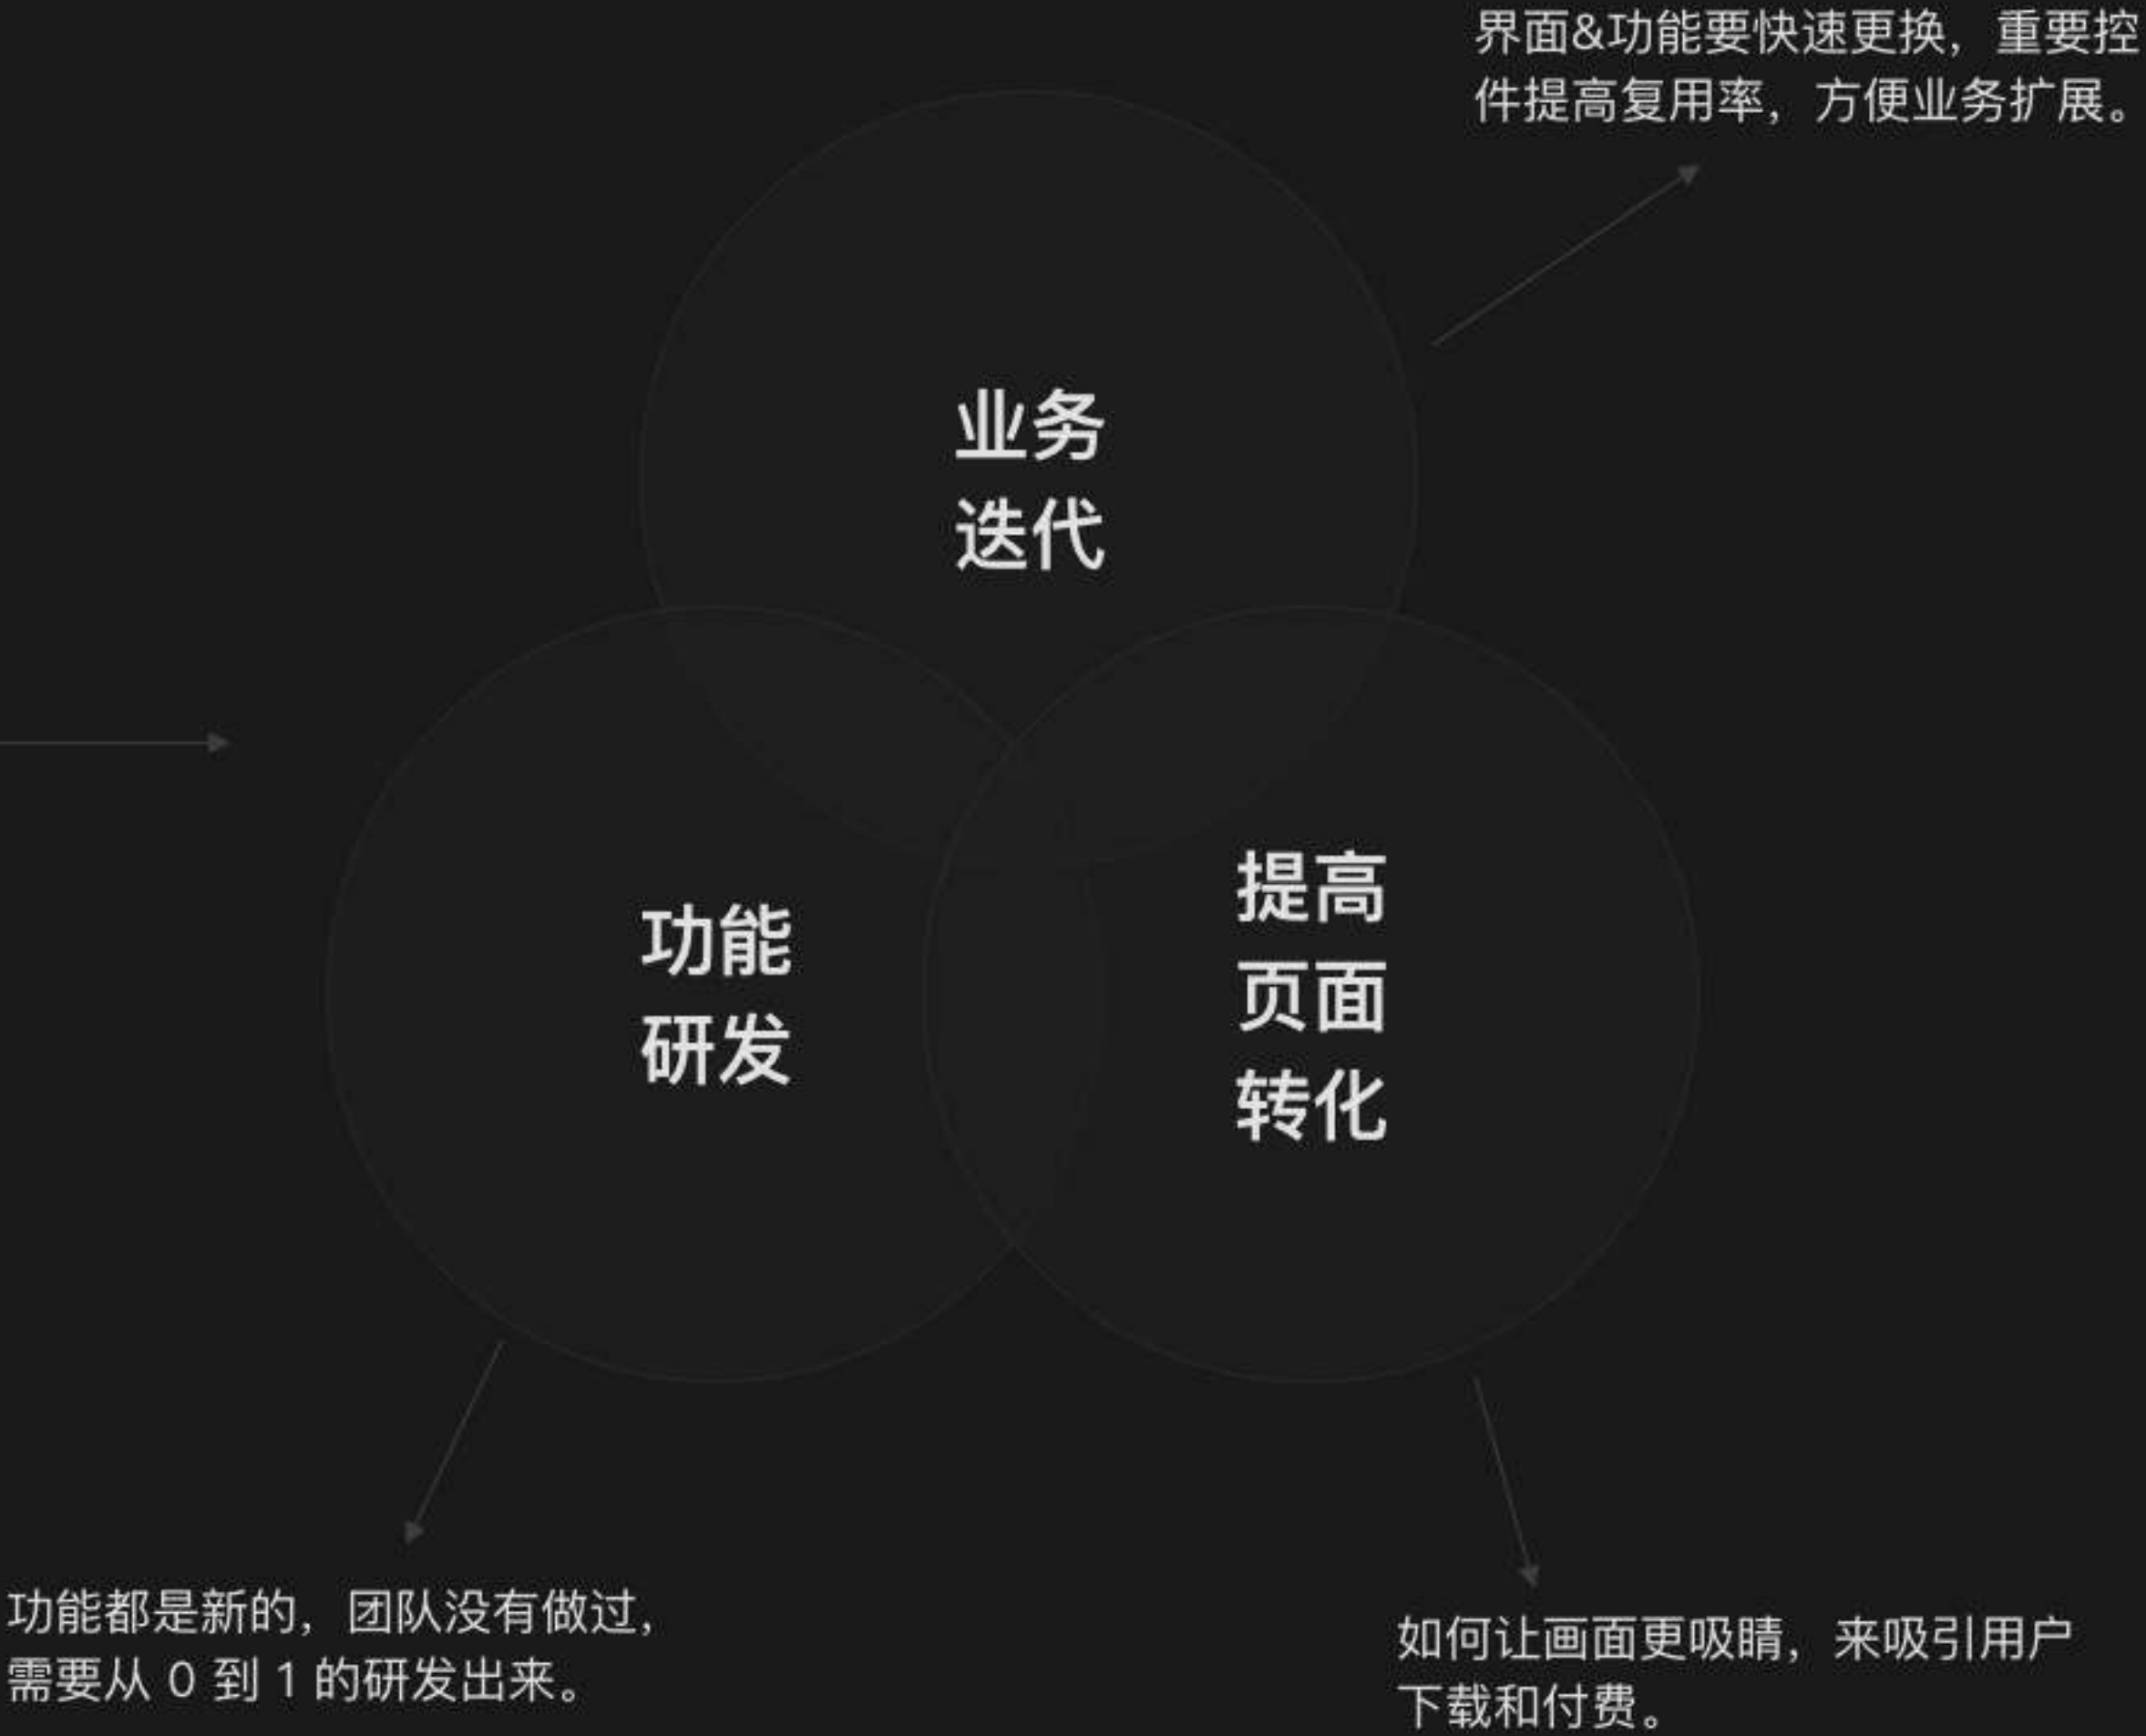 界面&功能要快速更换，重要控
件提高复用率，方便业务扩展。
业务
迭代
功能
研发
提高
页面
转化
功能都是新的，团队没有做过，
需要从 0 到 1 的研发出来。
如何让画面更吸睛，来吸引用户
下载和付费。